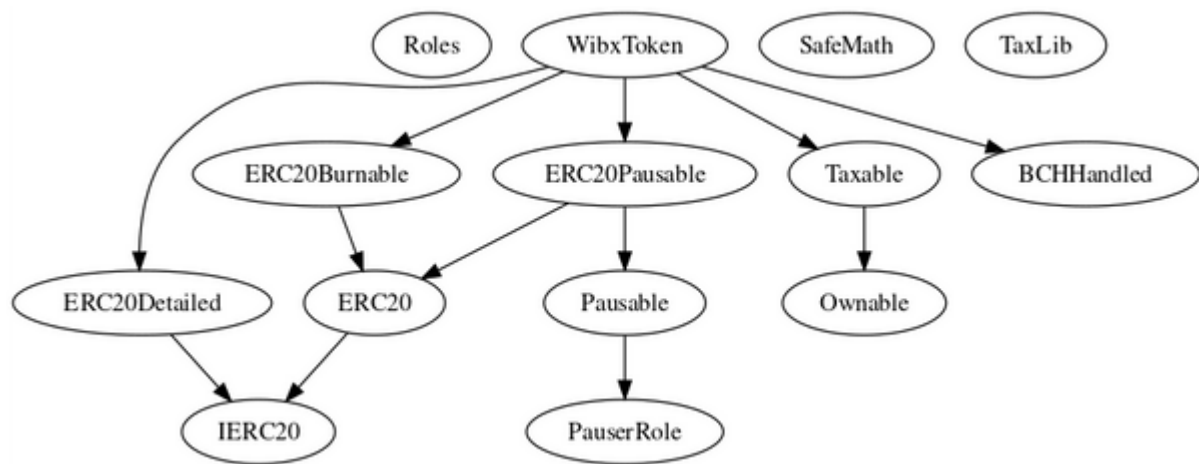 Roles
WibxToken
SafeMath
TaxLib
ERC20Burnable
ERC20Pausable
Taxable
BCHHandled
ERC20Detailed
ERC20
Pausable
Ownable
IERC20
PauserRole